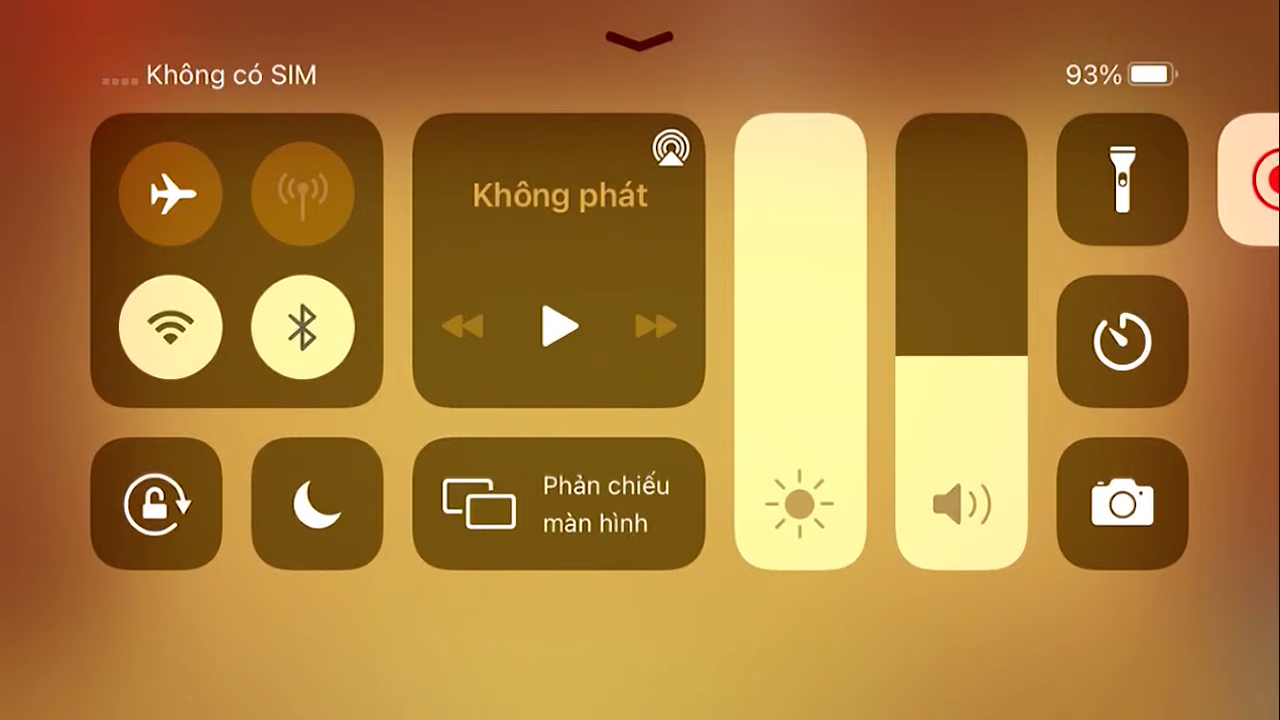 Không có SIM
93%
Không phát
Phản chiếu
màn hình